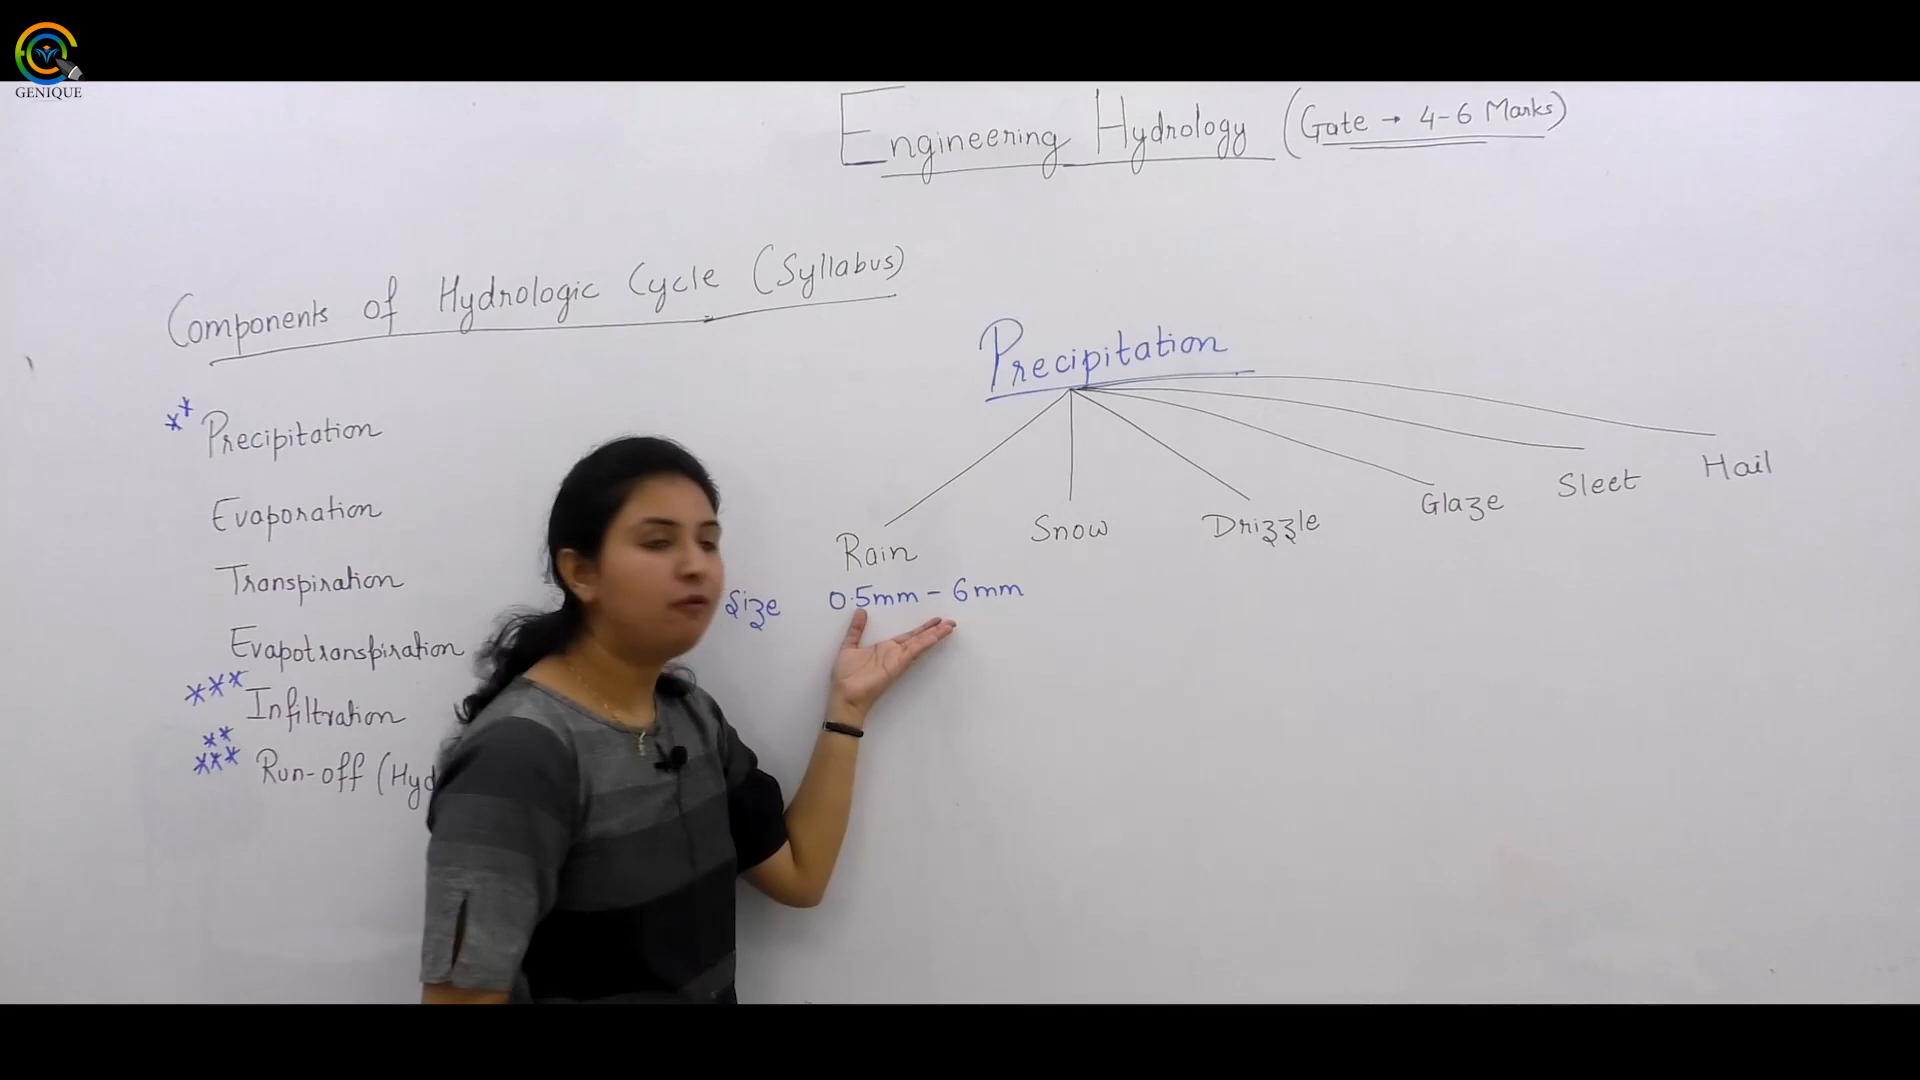 GENIQUE
Engineering Hydrology (Gate → 4-6 Marks)
Components of Hydrologic Cycle (Syllabus)
** Precipitation
Evaporation
Transpiration
Evapotranspiration
*** Infiltration
**
*** Run-off (Hyd
Precipitation
Rain
Snow
Drizzle
Glaze
Sleet
Hail
Size 0.5mm - 6mm